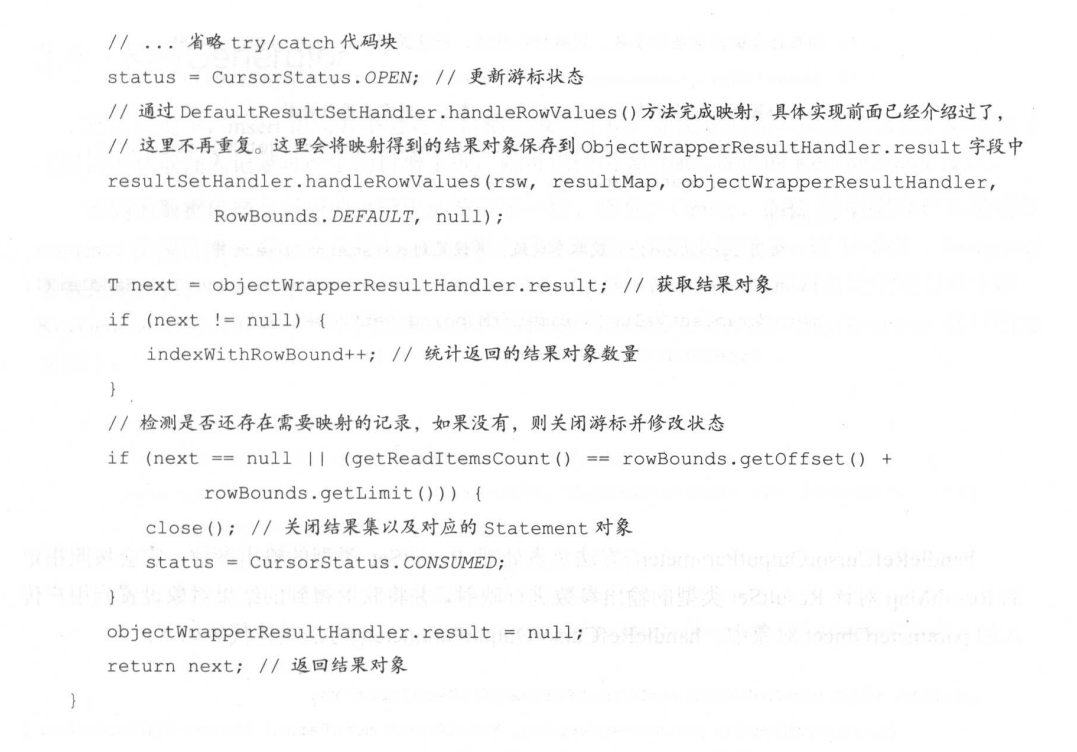 // ... 省略 try/catch 代码块
status = CursorStatus.OPEN; // 更新游标状态
// 通过 DefaultResultSetHandler.handleRowValues()方法完成映射，具体实现前面已经介绍过了，
// 这里不再重复。这里会将映射得到的结果对象保存到 ObjectWrapperResultHandler.result 字段中
resultSetHandler.handleRowValues(rsw, resultMap, objectWrapperResultHandler,
RowBounds.DEFAULT, null);
T next = objectWrapperResultHandler.result; // 获取结果对象
if (next != null) {
indexWithRowBound++; // 统计返回的结果对象数量
}
// 检测是否还存在需要映射的记录，如果没有，则关闭游标并修改状态
if (next == null || (getReadItemsCount() == rowBounds.getOffset() +
rowBounds.getLimit())) {
close(); // 关闭结果集以及对应的 Statement 对象
status = CursorStatus.CONSUMED;
}
objectWrapperResultHandler.result = null;
return next; // 返回结果对象
}